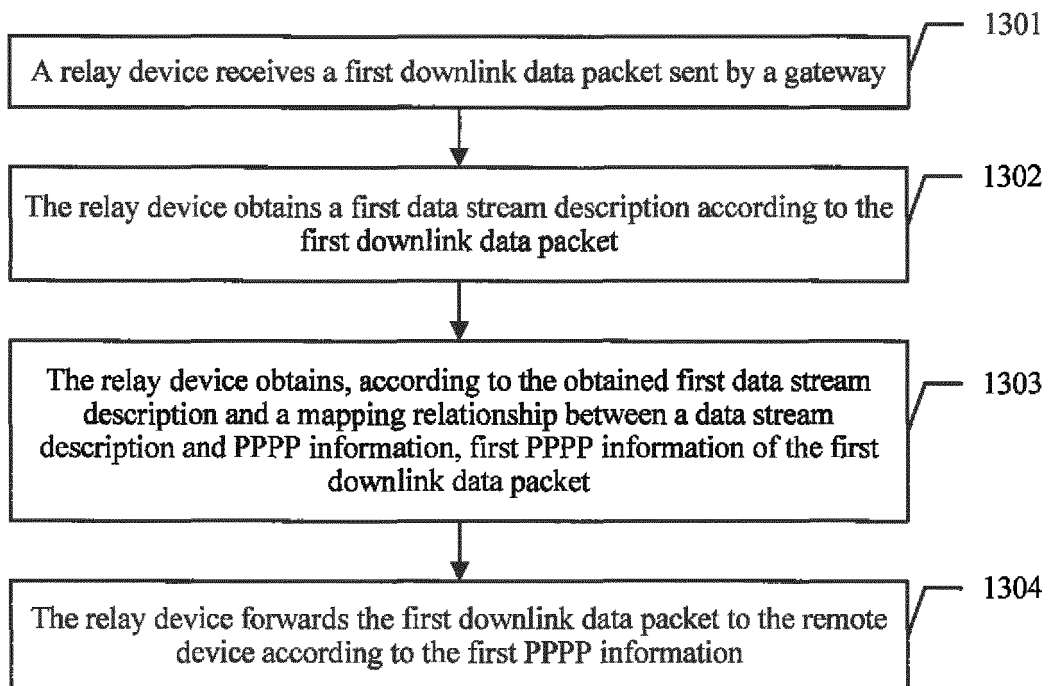 1301
A relay device receives a first downlink data packet sent by a gateway
1302
The relay device obtains a first data stream description according to the
first downlink data packet
1303
The relay device obtains, according to the obtained first data stream
description and a mapping relationship between a data stream
description and PPPP information, first PPPP information of the first
downlink data packet
1304
The relay device forwards the first downlink data packet to the remote
device according to the first PPPP information